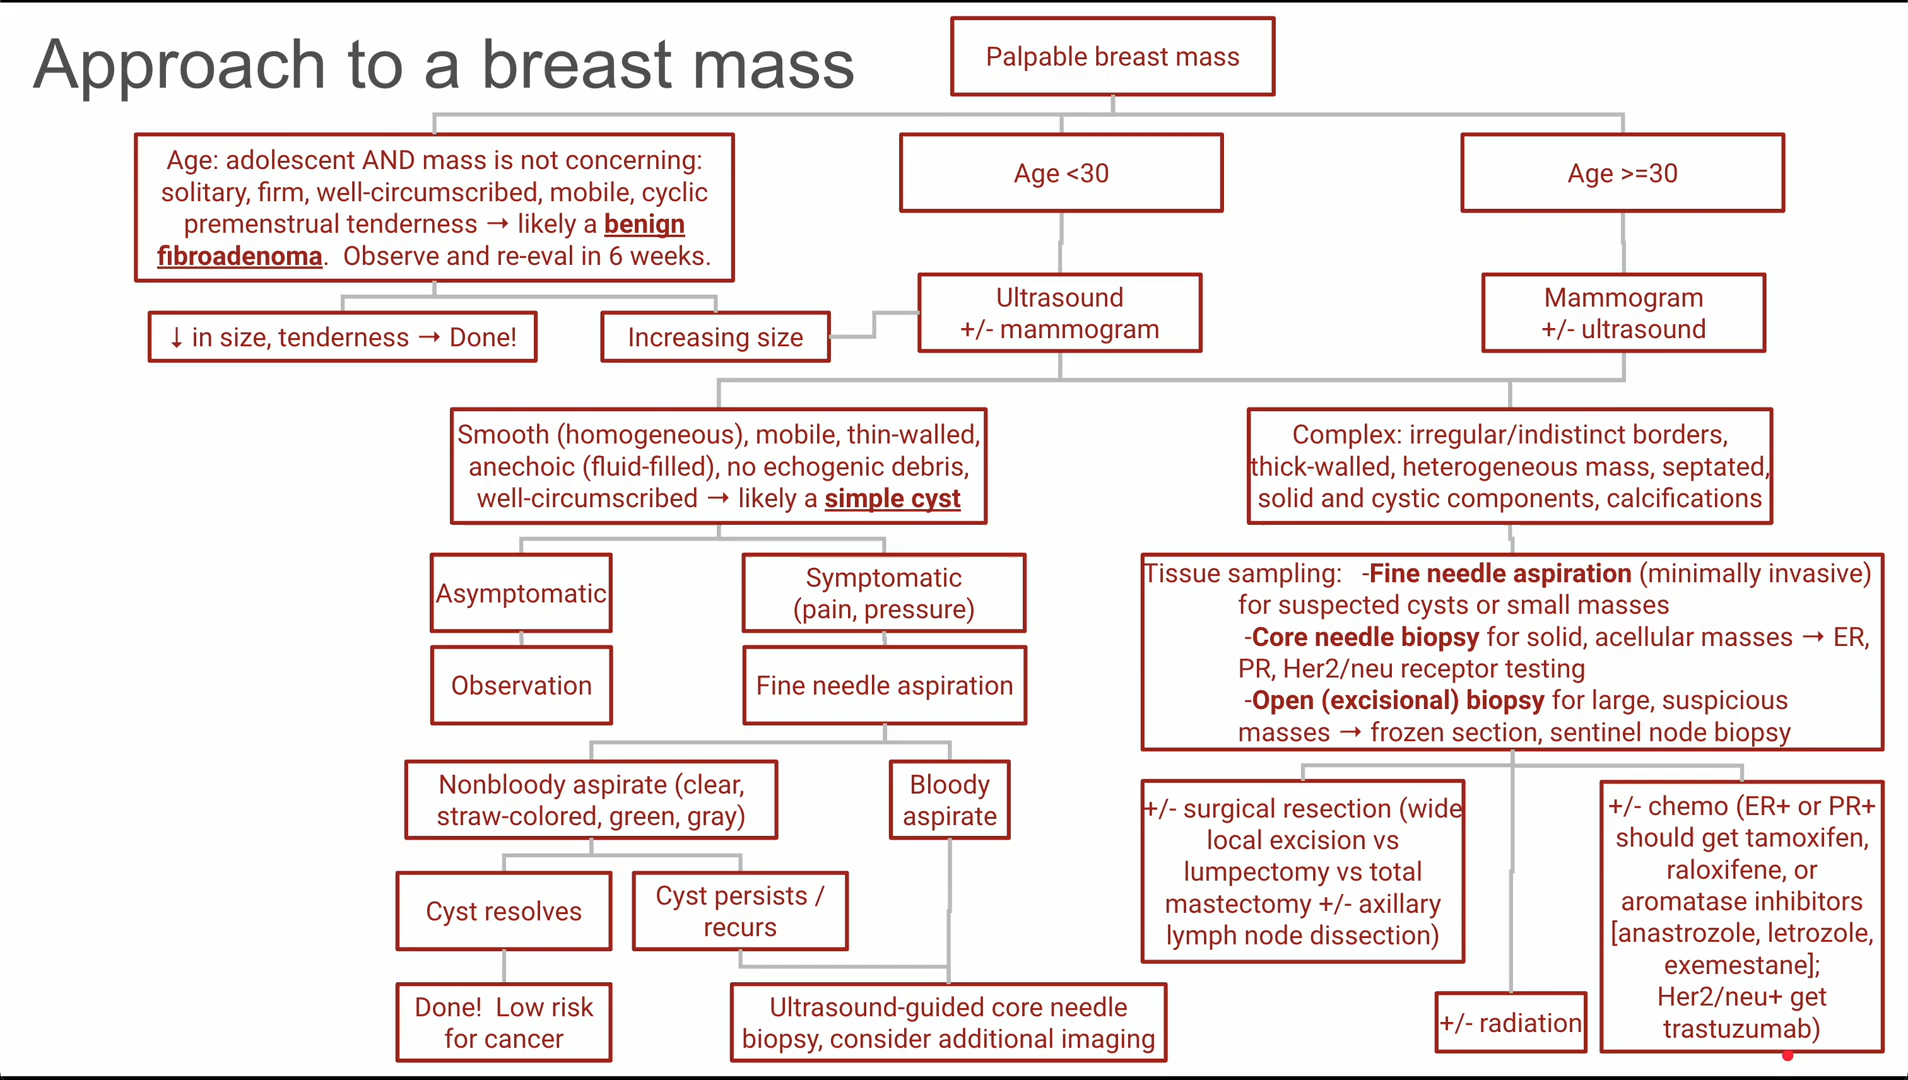 Approach to a breast mass
Palpable breast mass
Age: adolescent AND mass is not concerning:
solitary, firm, well-circumscribed, mobile, cyclic
premenstrual tenderness → likely a benign
fibroadenoma. Observe and re-eval in 6 weeks.
Age <30
Age >=30
↓ in size, tenderness → Done!
Increasing size
Ultrasound
+/- mammogram
Mammogram
+/- ultrasound
Smooth (homogeneous), mobile, thin-walled,
anechoic (fluid-filled), no echogenic debris,
well-circumscribed → likely a simple cyst
Complex: irregular/indistinct borders,
thick-walled, heterogeneous mass, septated,
solid and cystic components, calcifications
Asymptomatic
Symptomatic
(pain, pressure)
Observation
Fine needle aspiration
Tissue sampling: -Fine needle aspiration (minimally invasive)
for suspected cysts or small masses
-Core needle biopsy for solid, acellular masses → ER,
PR, Her2/neu receptor testing
-Open (excisional) biopsy for large, suspicious
masses → frozen section, sentinel node biopsy
Nonbloody aspirate (clear,
straw-colored, green, gray)
Bloody
aspirate
Cyst resolves
Cyst persists /
recurs
Done! Low risk
for cancer
Ultrasound-guided core needle
biopsy, consider additional imaging
+/- surgical resection (wide
local excision vs
lumpectomy vs total
mastectomy +/- axillary
lymph node dissection)
+/- radiation
+/- chemo (ER+ or PR+
should get tamoxifen,
raloxifene, or
aromatase inhibitors
[anastrozole, letrozole,
exemestane];
Her2/neu+ get
trastuzumab)